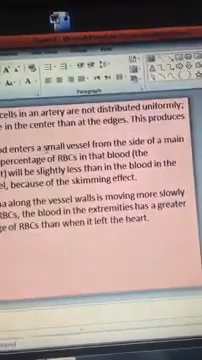 Paragraph
cells in an artery are not distributed uniformly;
in the center than at the edges. This produces
enters a small vessel from the side of a main
percentage of RBCs in that blood (the
will be slightly less than in the blood in the
because of the skimming effect.
along the vessel walls is moving more slowly
RBCs, the blood in the extremities has a greater
of RBCs than when it left the heart.